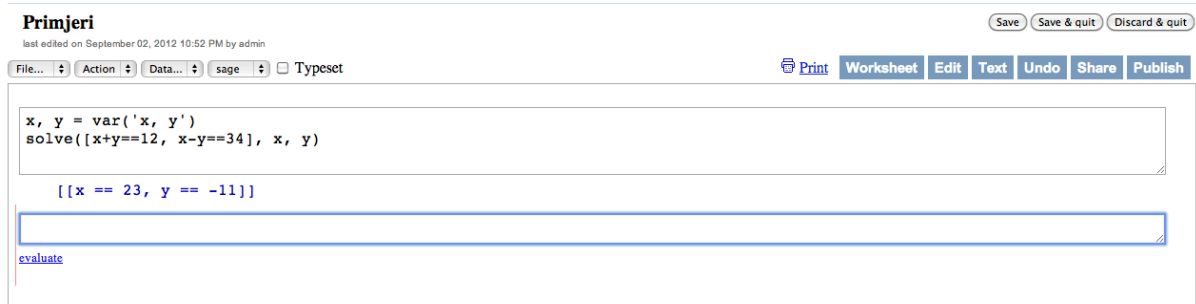 Primjeri
Save Save & quit Discard & quit
last edited on September 02, 2012 10:52 PM by admin
File... Action Data... sage Typeset Print Worksheet Edit Text Undo Share Publish
x, y = var('x, y')
solve([x+y==12, x-y==34], x, y)
[[x == 23, y == -11]]
evaluate